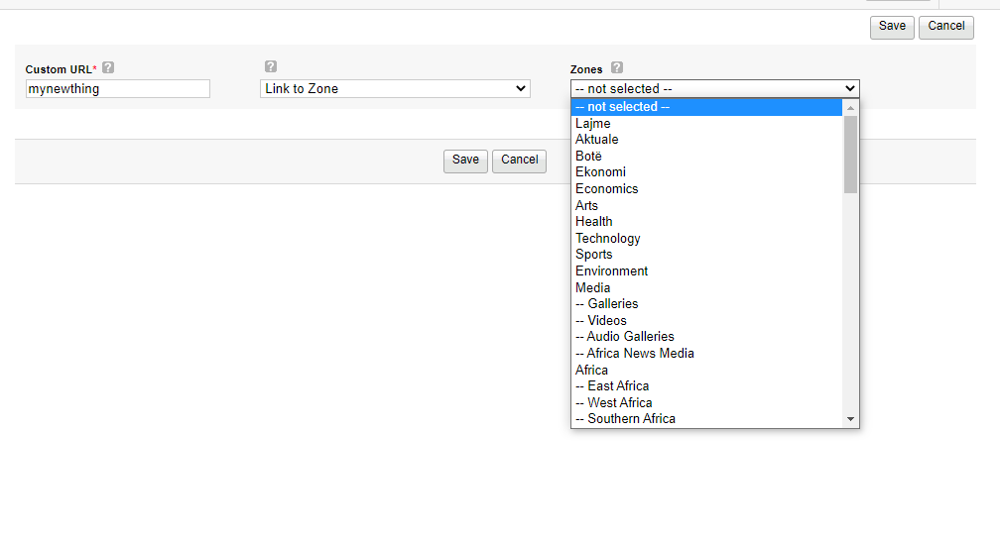 Save Cancel
Custom URL* ? ? Zones ?
mynewthing Link to Zone -- not selected --
-- not selected --
Lajme
Aktuale
Botë
Ekonomi
Save Cancel
Economics
Arts
Health
Technology
Sports
Environment
Media
-- Galleries
-- Videos
-- Audio Galleries
-- Africa News Media
Africa
-- East Africa
-- West Africa
-- Southern Africa